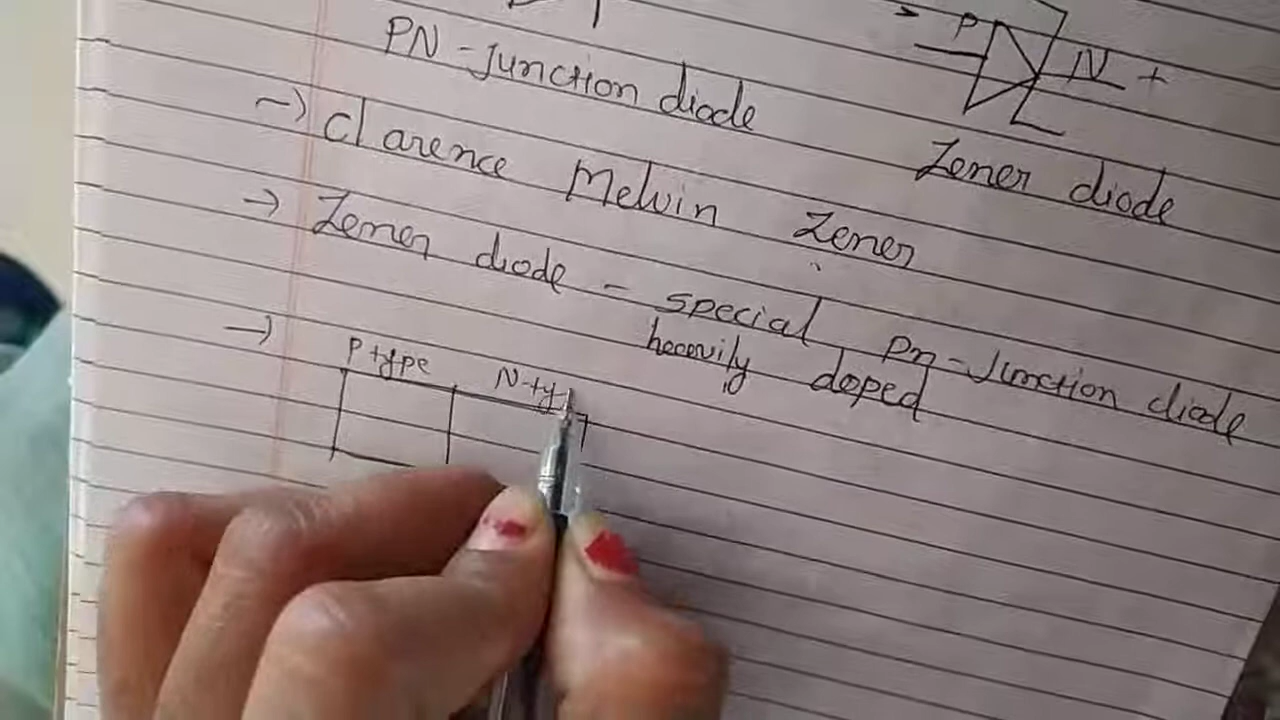 P N +
PN-Junction diode
Zener diode
→ Clarence Melvin Zener
→ Zener diode - special Pn-Junction diode
heavily doped
→
P type N-ty